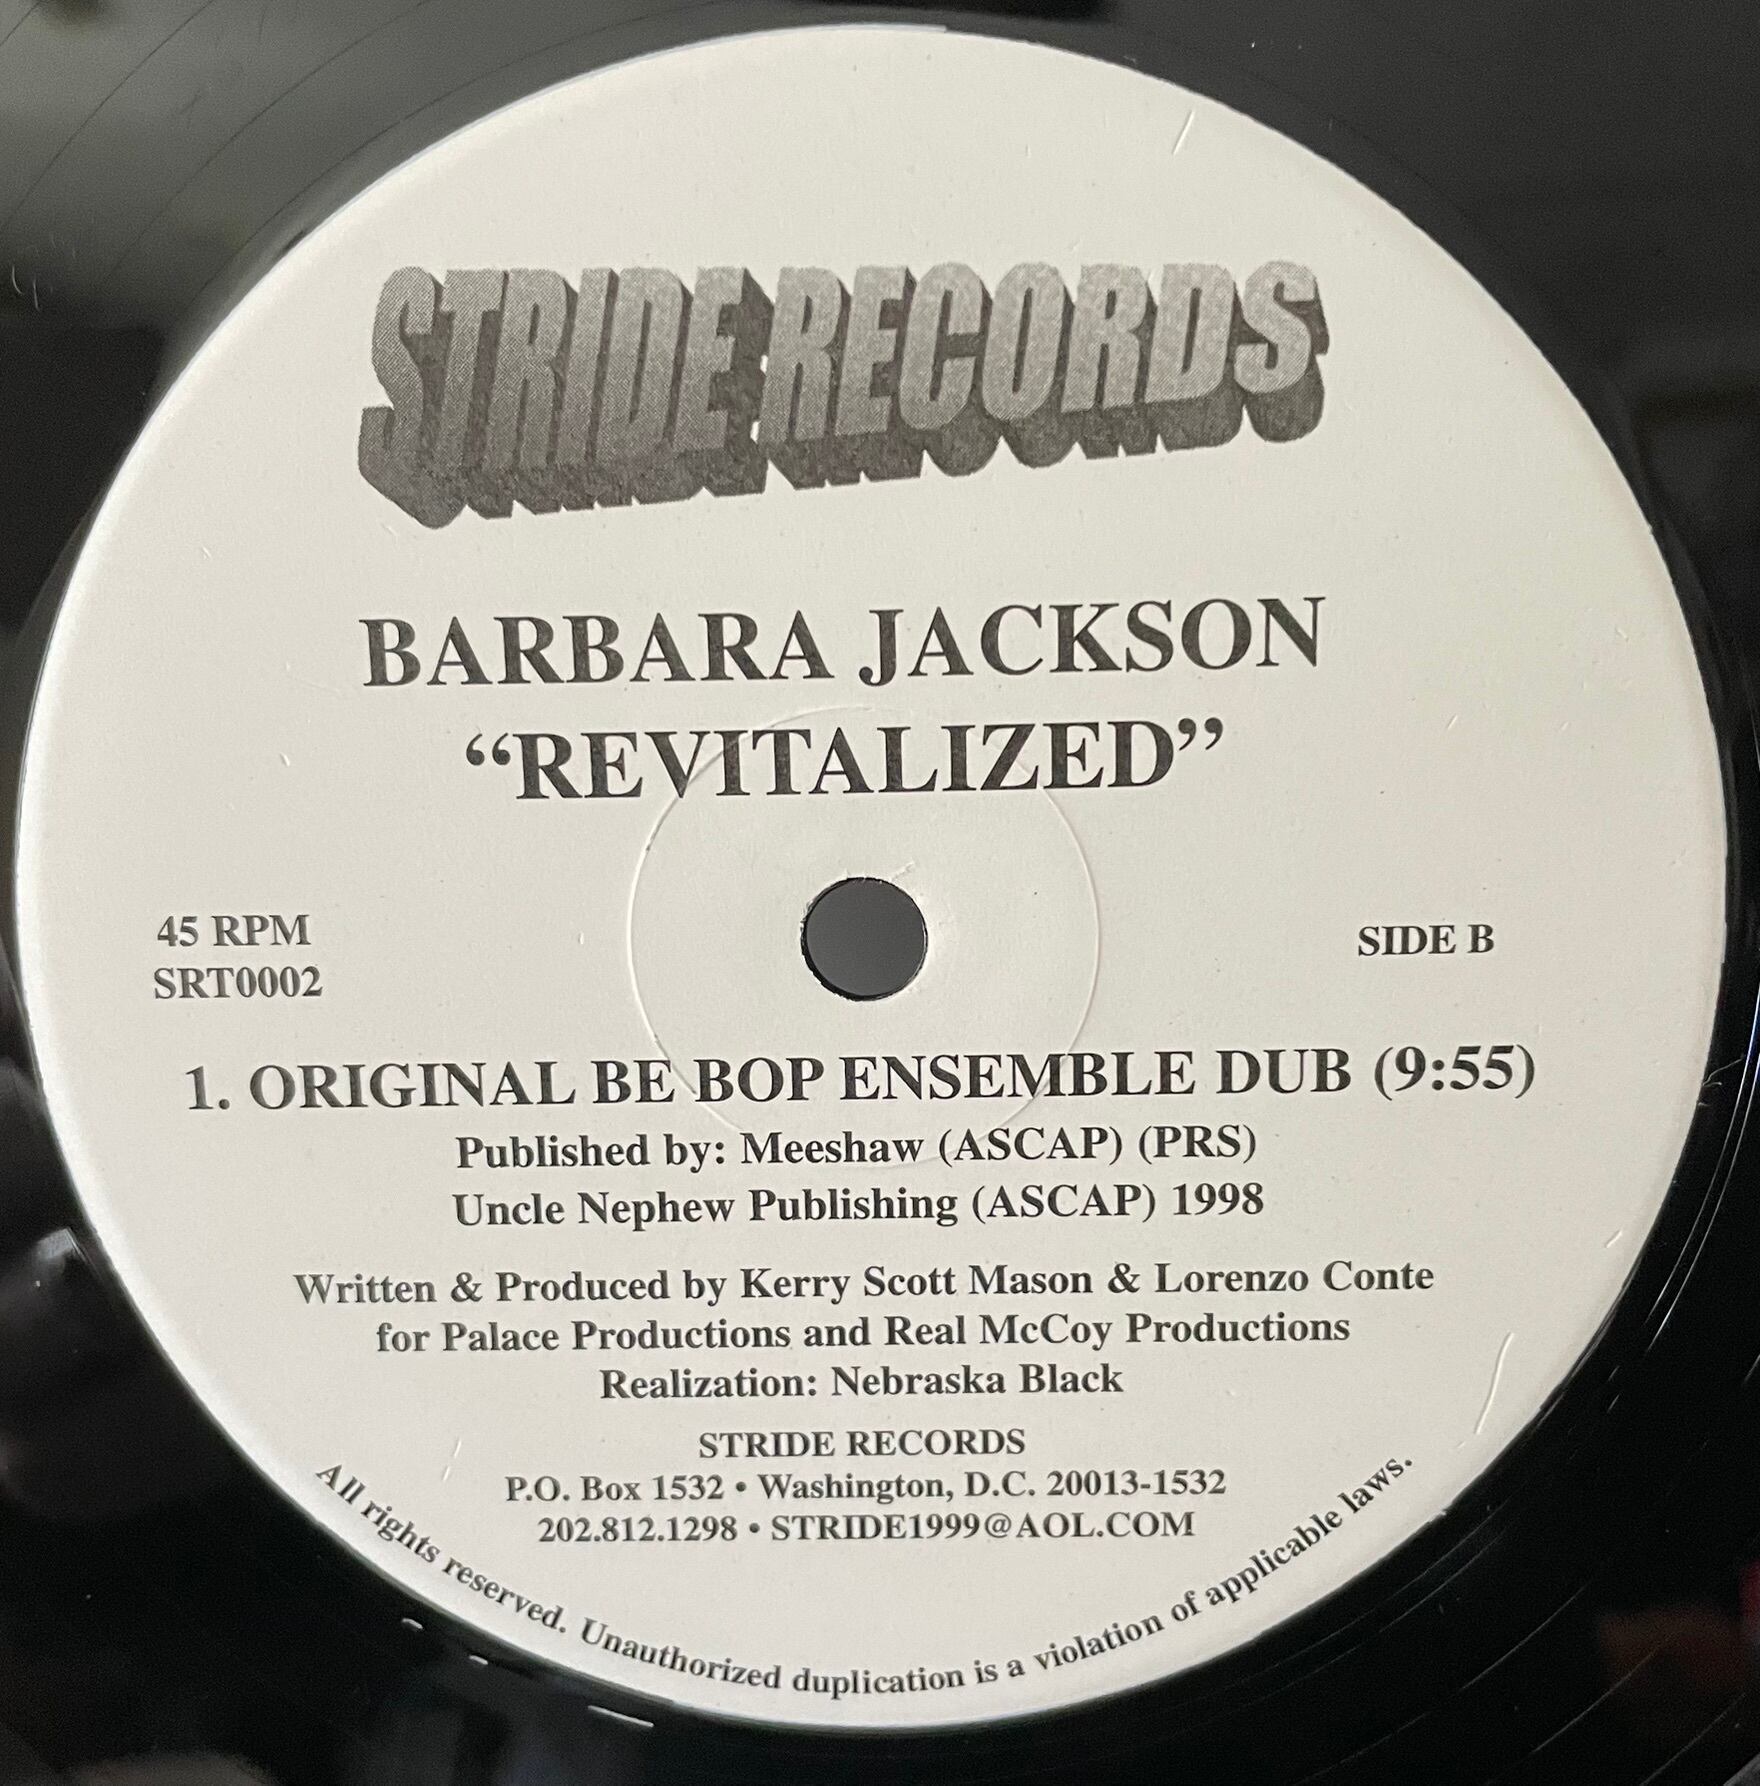 STRIDE RECORDS
BARBARA JACKSON
“REVITALIZED”
45 RPM
SRT0002
SIDE B
1. ORIGINAL BE BOP ENSEMBLE DUB (9:55)
Published by: Meeshaw (ASCAP) (PRS)
Uncle Nephew Publishing (ASCAP) 1998
Written & Produced by Kerry Scott Mason & Lorenzo Conte
for Palace Productions and Real McCoy Productions
Realization: Nebraska Black
STRIDE RECORDS
P.O. Box 1532 • Washington, D.C. 20013-1532
202.812.1298 • STRIDE1999@AOL.COM
All rights reserved. Unauthorized duplication is a violation of applicable laws.